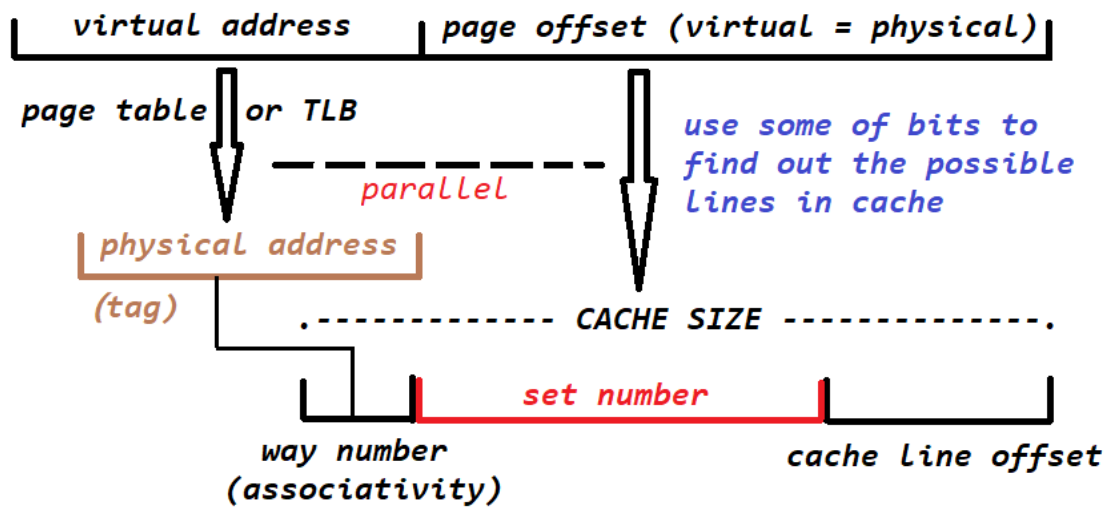 virtual address page offset (virtual = physical)
page table or TLB
use some of bits to
find out the possible
lines in cache
parallel
physical address
(tag)
.------------- CACHE SIZE --------------.
set number
way number
(associativity)
cache line offset